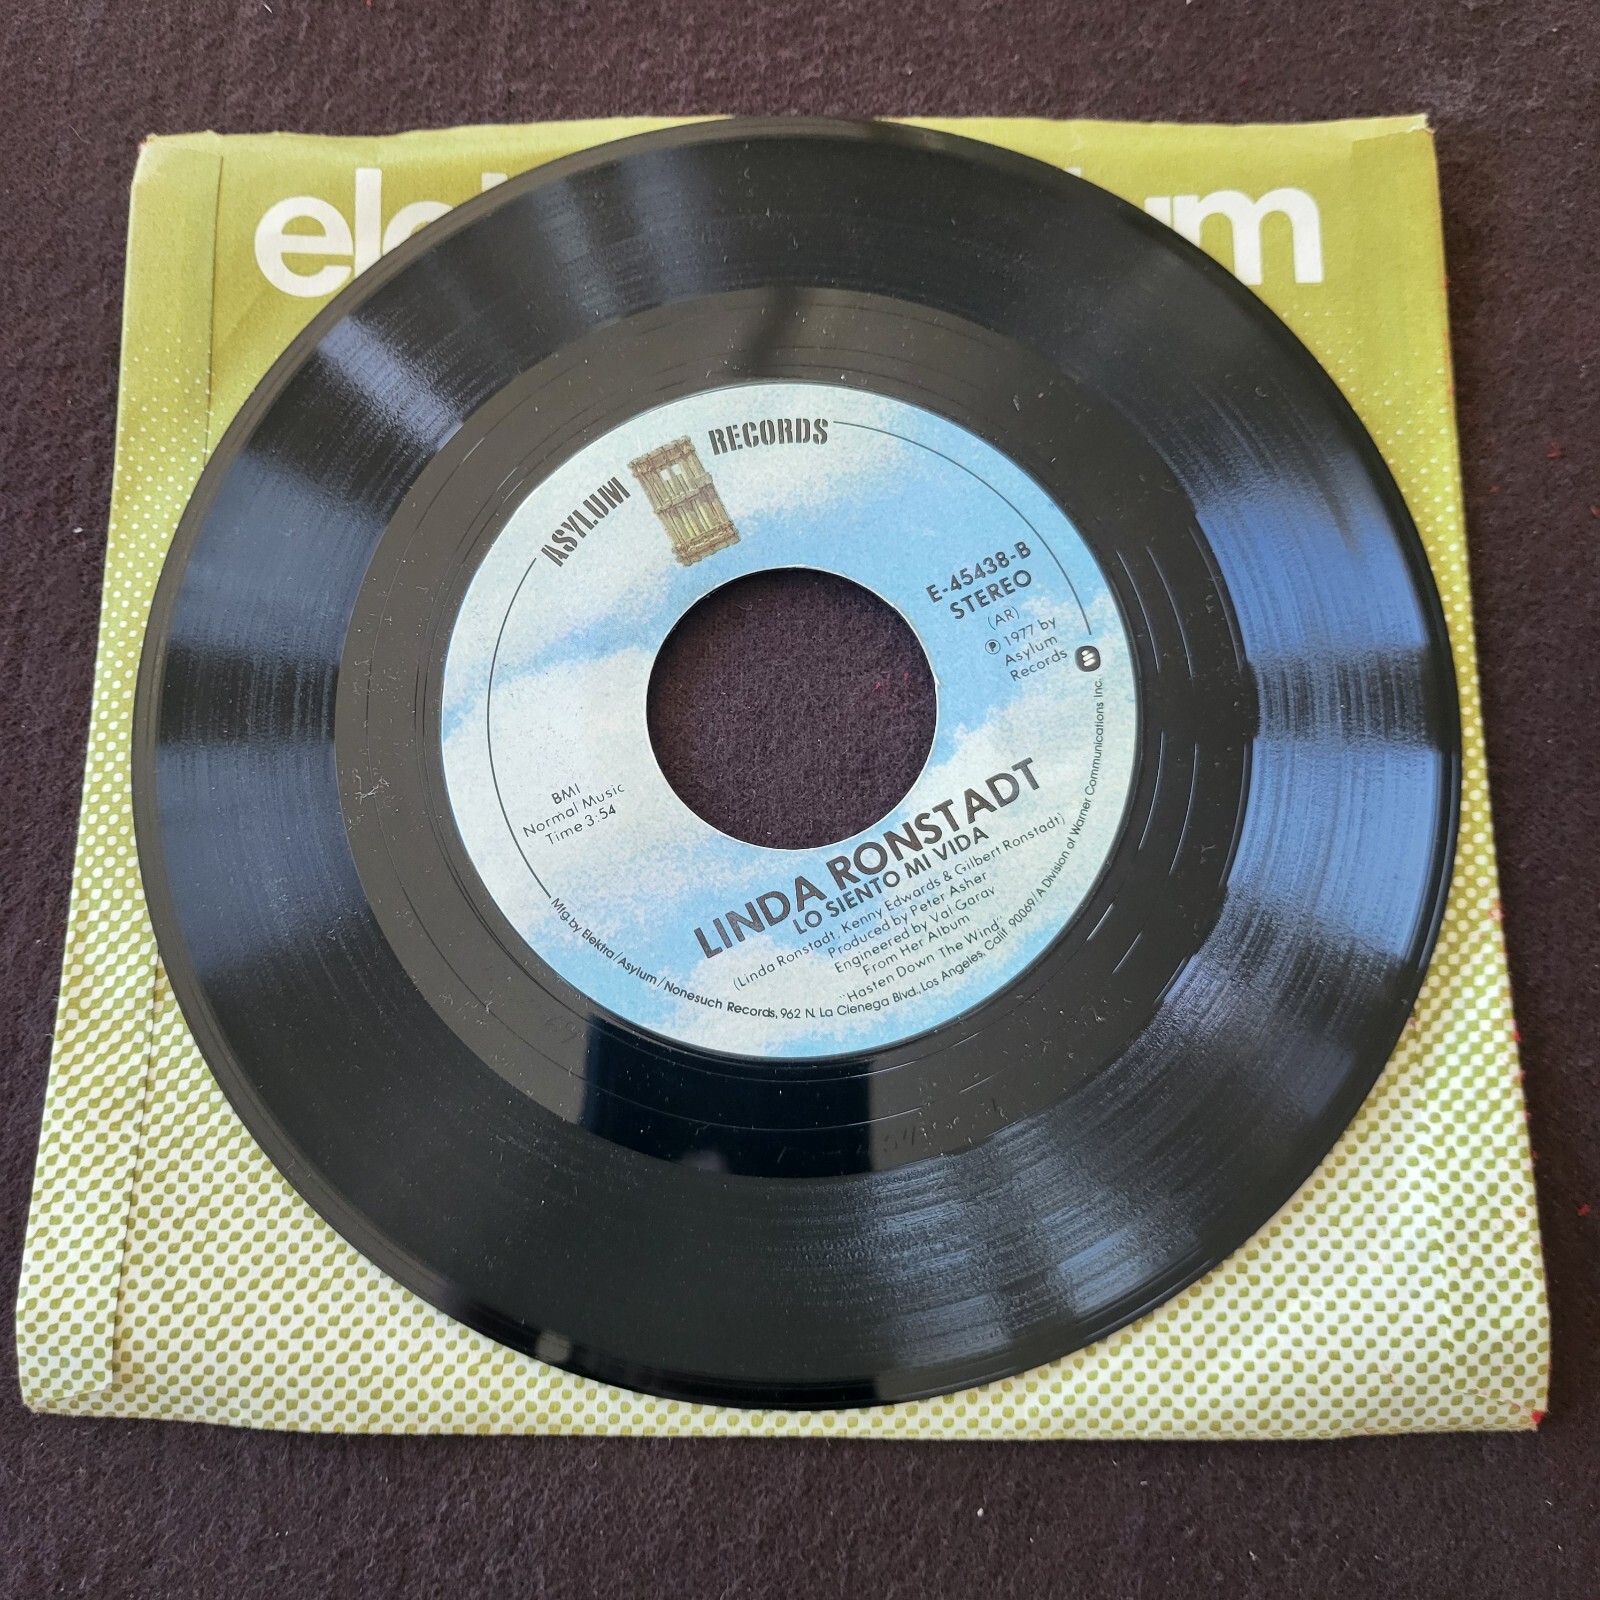 ASYLUM RECORDS
E-45438-B
STEREO
(AR)
Ⓟ 1977 by
Asylum
Records
BMI
Normal Music
Time 3:54
LINDA RONSTADT
LO SIENTO MI VIDA
(Linda Ronstadt, Kenny Edwards & Gilbert Ronstadt)
Produced by Peter Asher
Engineered by Val Garay
From Her Album
"Hasten Down The Wind"
Mfg. by Elektra/Asylum/Nonesuch Records, 962 N. La Cienega Blvd., Los Angeles, Calif. 90069/A Division of Warner Communications Inc.